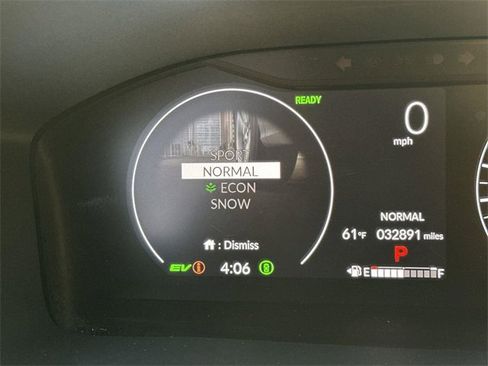 READY
0
mph
SPORT
NORMAL
ECON
SNOW
: Dismiss
EV 4:06
NORMAL
61°F 032891 miles
P
E F